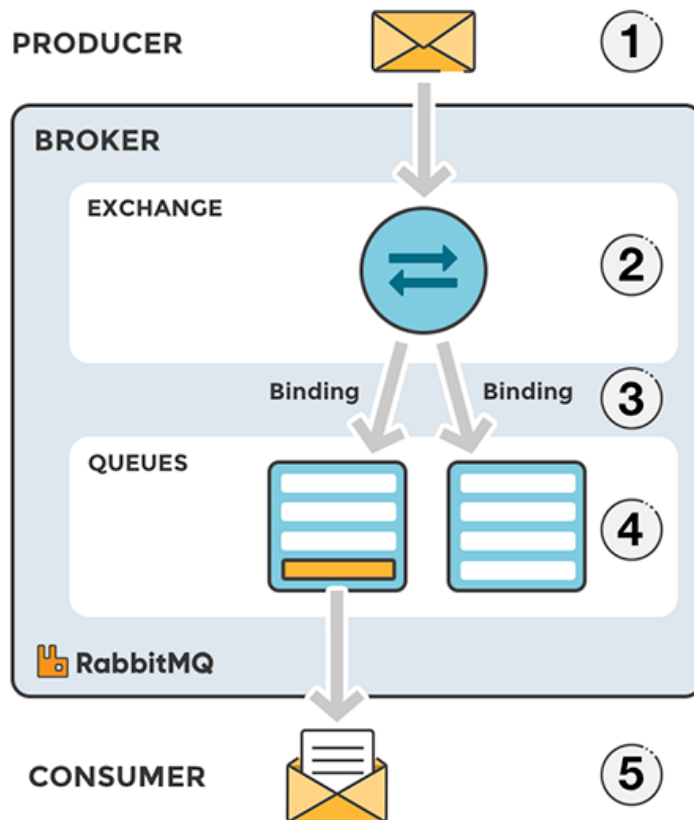 PRODUCER 1
BROKER
EXCHANGE
2
Binding Binding 3
QUEUES
4
RabbitMQ
CONSUMER 5